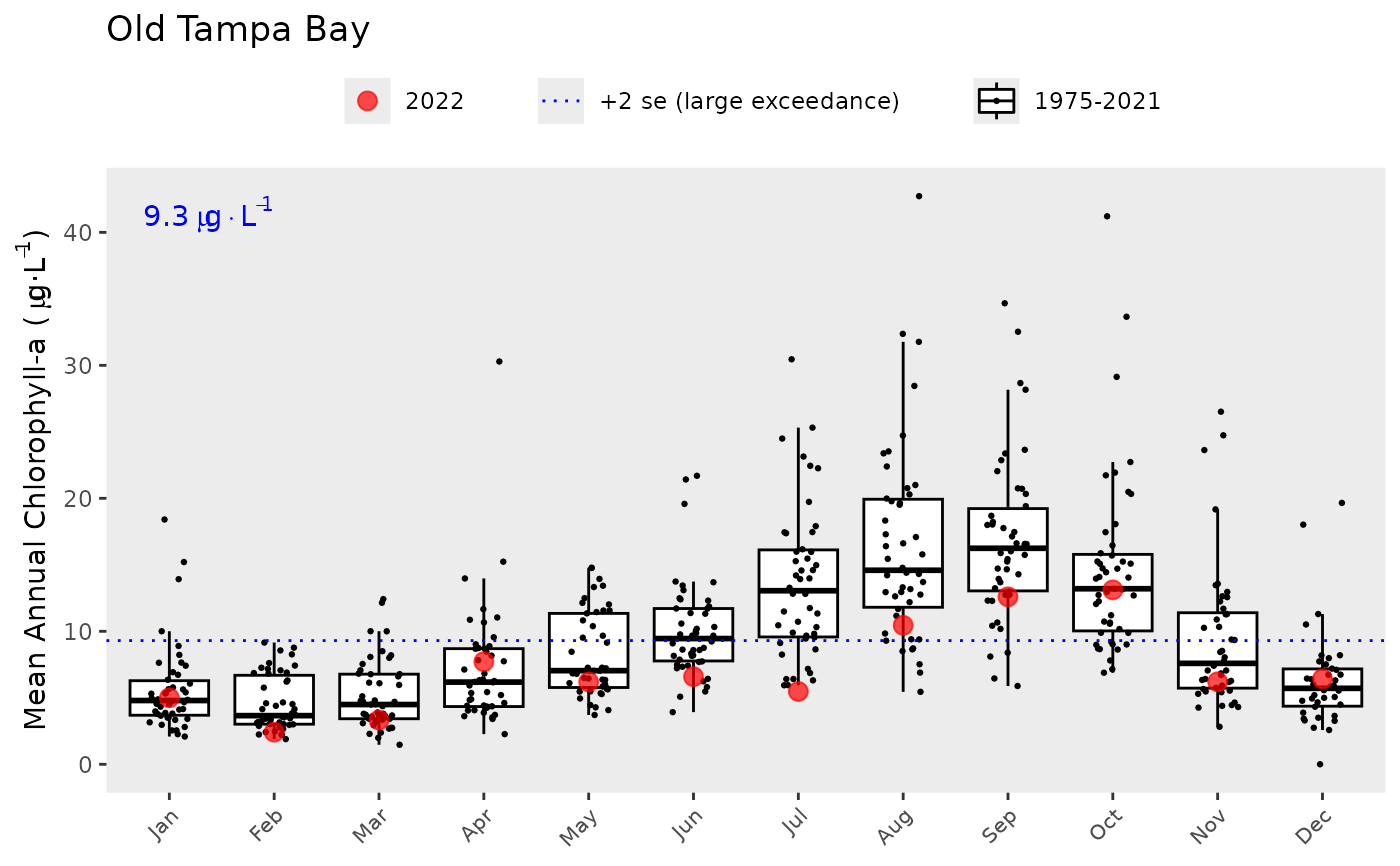 Old Tampa Bay
2022
+2 se (large exceedance)
1975-2021
9.3 μg·L⁻¹
Mean Annual Chlorophyll-a (μg·L⁻¹)
40
30
20
10
0
Jan
Feb
Mar
Apr
May
Jun
Jul
Aug
Sep
Oct
Nov
Dec